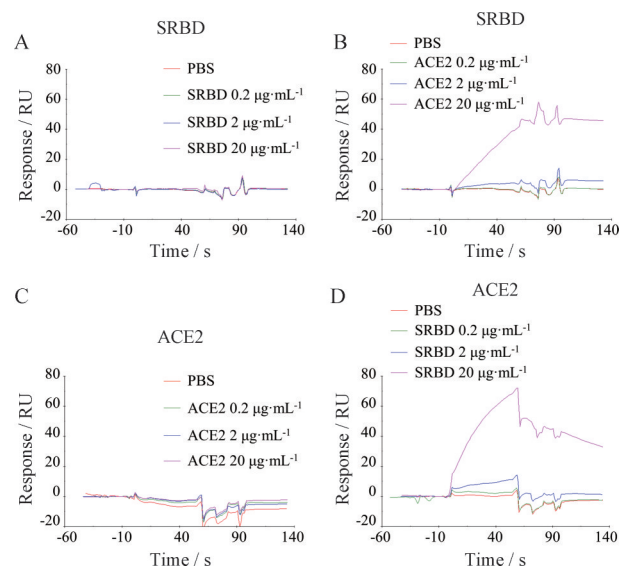 A
SRBD
PBS
SRBD 0.2 μg·mL⁻¹
SRBD 2 μg·mL⁻¹
SRBD 20 μg·mL⁻¹
Response / RU
80
60
40
20
0
-20
-60
-10
40
90
140
Time / s
B
SRBD
PBS
ACE2 0.2 μg·mL⁻¹
ACE2 2 μg·mL⁻¹
ACE2 20 μg·mL⁻¹
Response / RU
80
60
40
20
0
-20
-60
-10
40
90
140
Time / s
C
ACE2
PBS
ACE2 0.2 μg·mL⁻¹
ACE2 2 μg·mL⁻¹
ACE2 20 μg·mL⁻¹
Response / RU
80
60
40
20
0
-20
-60
-10
40
90
140
Time / s
D
ACE2
PBS
SRBD 0.2 μg·mL⁻¹
SRBD 2 μg·mL⁻¹
SRBD 20 μg·mL⁻¹
Response / RU
80
60
40
20
0
-20
-60
-10
40
90
140
Time / s